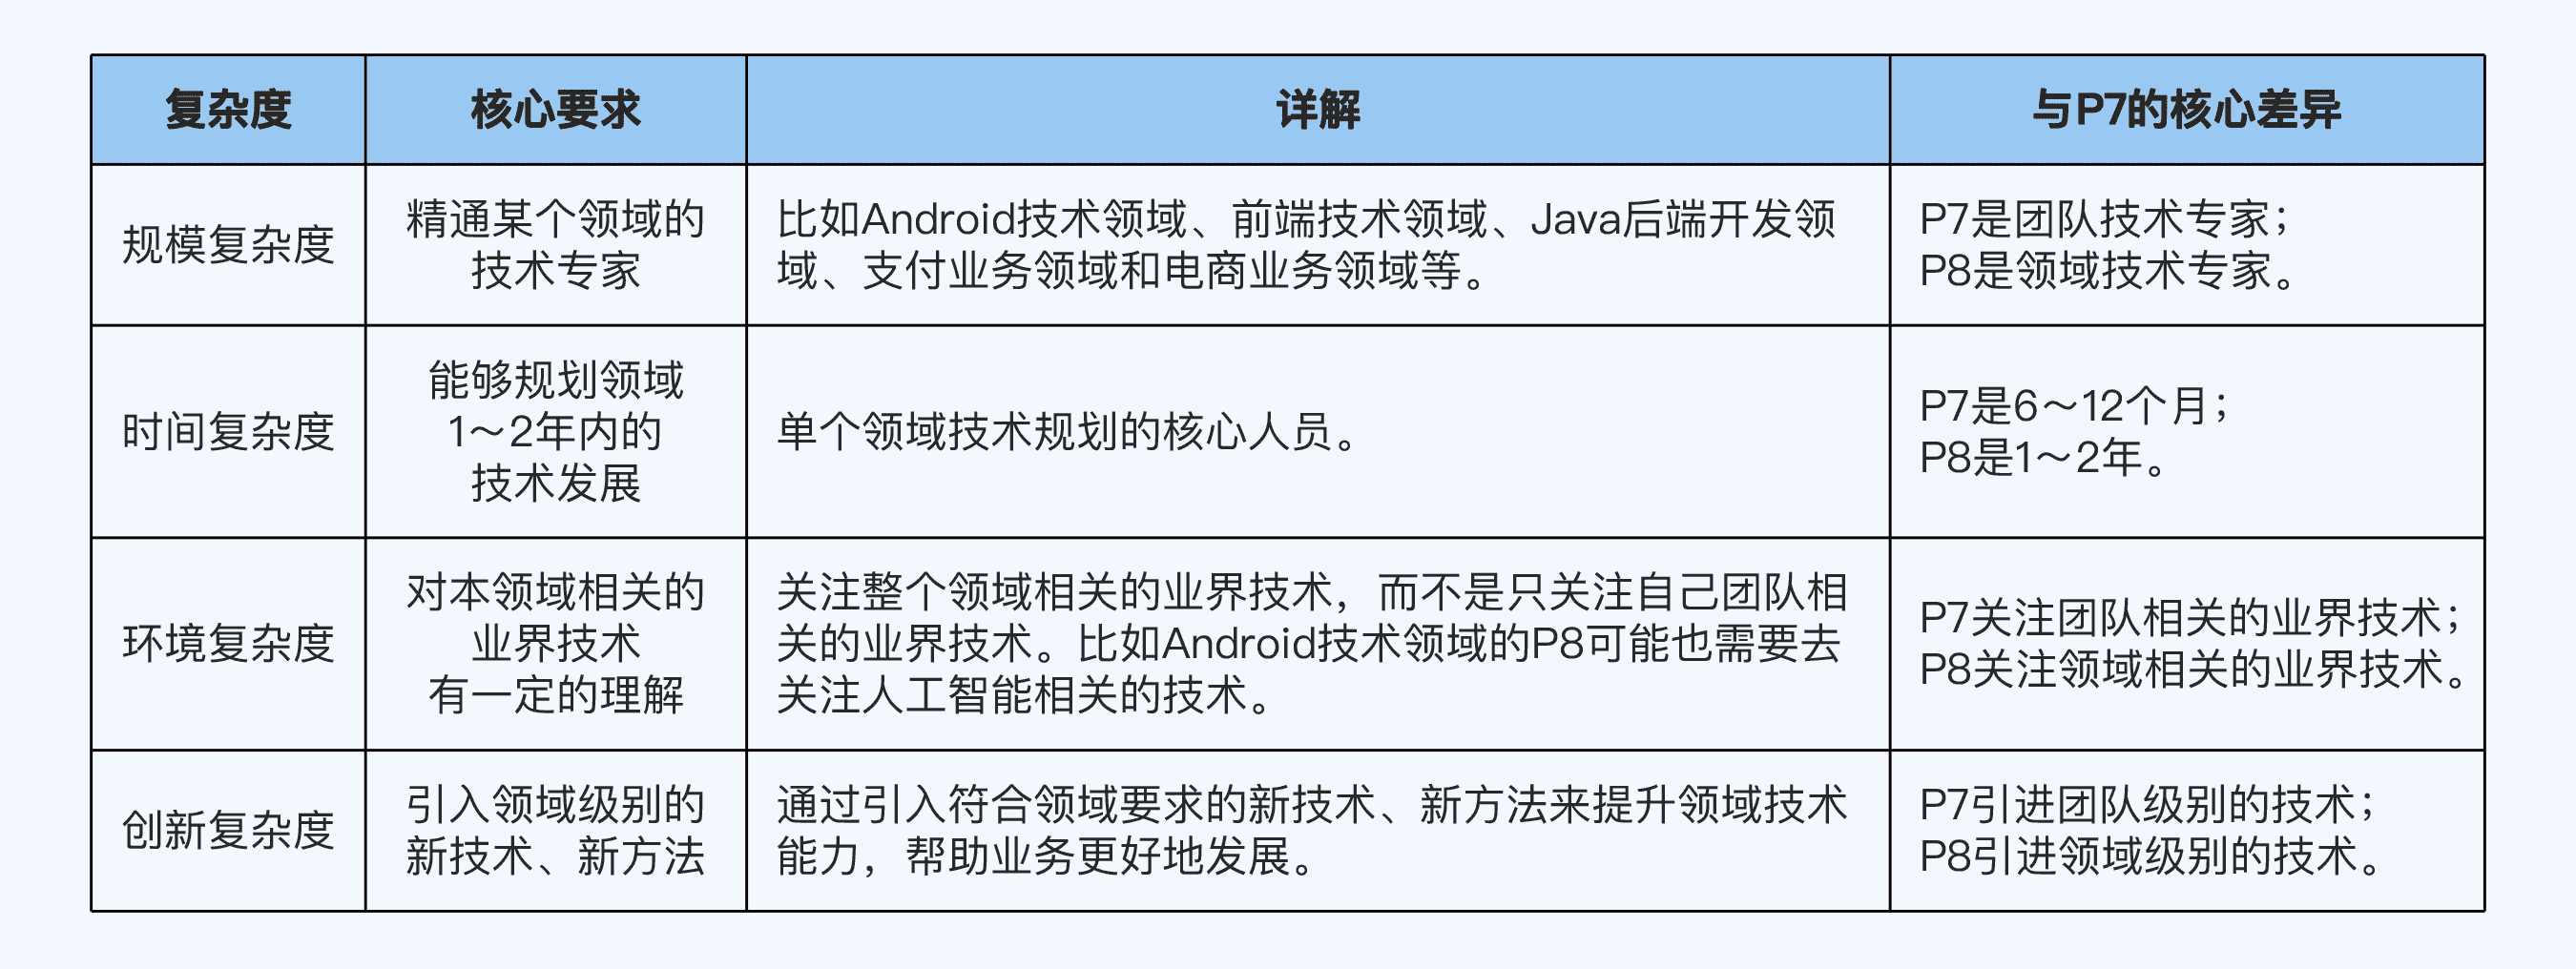 复杂度
核心要求
详解
与P7的核心差异
规模复杂度
精通某个领域的
技术专家
比如Android技术领域、前端技术领域、Java后端开发领
域、支付业务领域和电商业务领域等。
P7是团队技术专家；
P8是领域技术专家。
时间复杂度
能够规划领域
1～2年内的
技术发展
单个领域技术规划的核心人员。
P7是6～12个月；
P8是1～2年。
环境复杂度
对本领域相关的
业界技术
有一定的理解
关注整个领域相关的业界技术，而不是只关注自己团队相
关的业界技术。比如Android技术领域的P8可能也需要去
关注人工智能相关的技术。
P7关注团队相关的业界技术；
P8关注领域相关的业界技术。
创新复杂度
引入领域级别的
新技术、新方法
通过引入符合领域要求的新技术、新方法来提升领域技术
能力，帮助业务更好地发展。
P7引进团队级别的技术；
P8引进领域级别的技术。